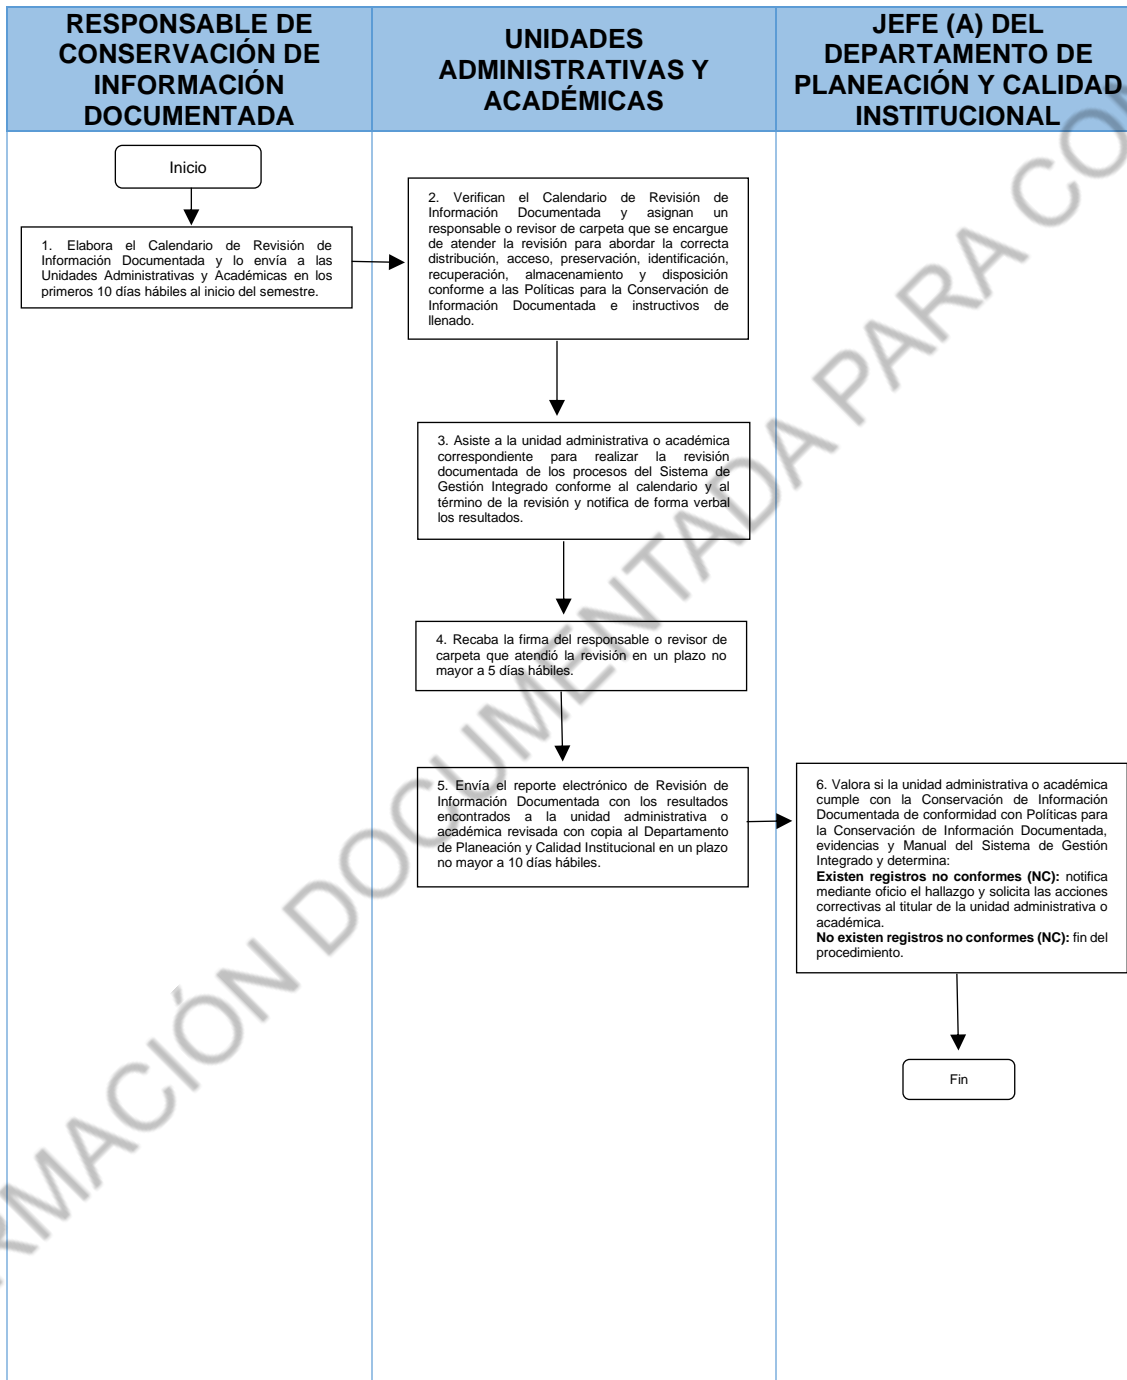 RESPONSABLE DE
CONSERVACIÓN DE
INFORMACIÓN
DOCUMENTADA
UNIDADES
ADMINISTRATIVAS Y
ACADÉMICAS
JEFE (A) DEL
DEPARTAMENTO DE
PLANEACIÓN Y CALIDAD
INSTITUCIONAL
Inicio
1. Elabora el Calendario de Revisión de
Información Documentada y lo envía a las
Unidades Administrativas y Académicas en los
primeros 10 días hábiles al inicio del semestre.
2. Verifican el Calendario de Revisión de
Información Documentada y asignan un
responsable o revisor de carpeta que se encargue
de atender la revisión para abordar la correcta
distribución, acceso, preservación, identificación,
recuperación, almacenamiento y disposición
conforme a las Políticas para la Conservación de
Información Documentada e instructivos de
llenado.
3. Asiste a la unidad administrativa o académica
correspondiente para realizar la revisión
documentada de los procesos del Sistema de
Gestión Integrado conforme al calendario y al
término de la revisión y notifica de forma verbal
los resultados.
4. Recaba la firma del responsable o revisor de
carpeta que atendió la revisión en un plazo no
mayor a 5 días hábiles.
5. Envía el reporte electrónico de Revisión de
Información Documentada con los resultados
encontrados a la unidad administrativa o
académica revisada con copia al Departamento
de Planeación y Calidad Institucional en un plazo
no mayor a 10 días hábiles.
6. Valora si la unidad administrativa o académica
cumple con la Conservación de Información
Documentada de conformidad con Políticas para
la Conservación de Información Documentada,
evidencias y Manual del Sistema de Gestión
Integrado y determina:
Existen registros no conformes (NC): notifica
mediante oficio el hallazgo y solicita las acciones
correctivas al titular de la unidad administrativa o
académica.
No existen registros no conformes (NC): fin del
procedimiento.
Fin
RMACIÓN DOCUMENTADA PARA CON